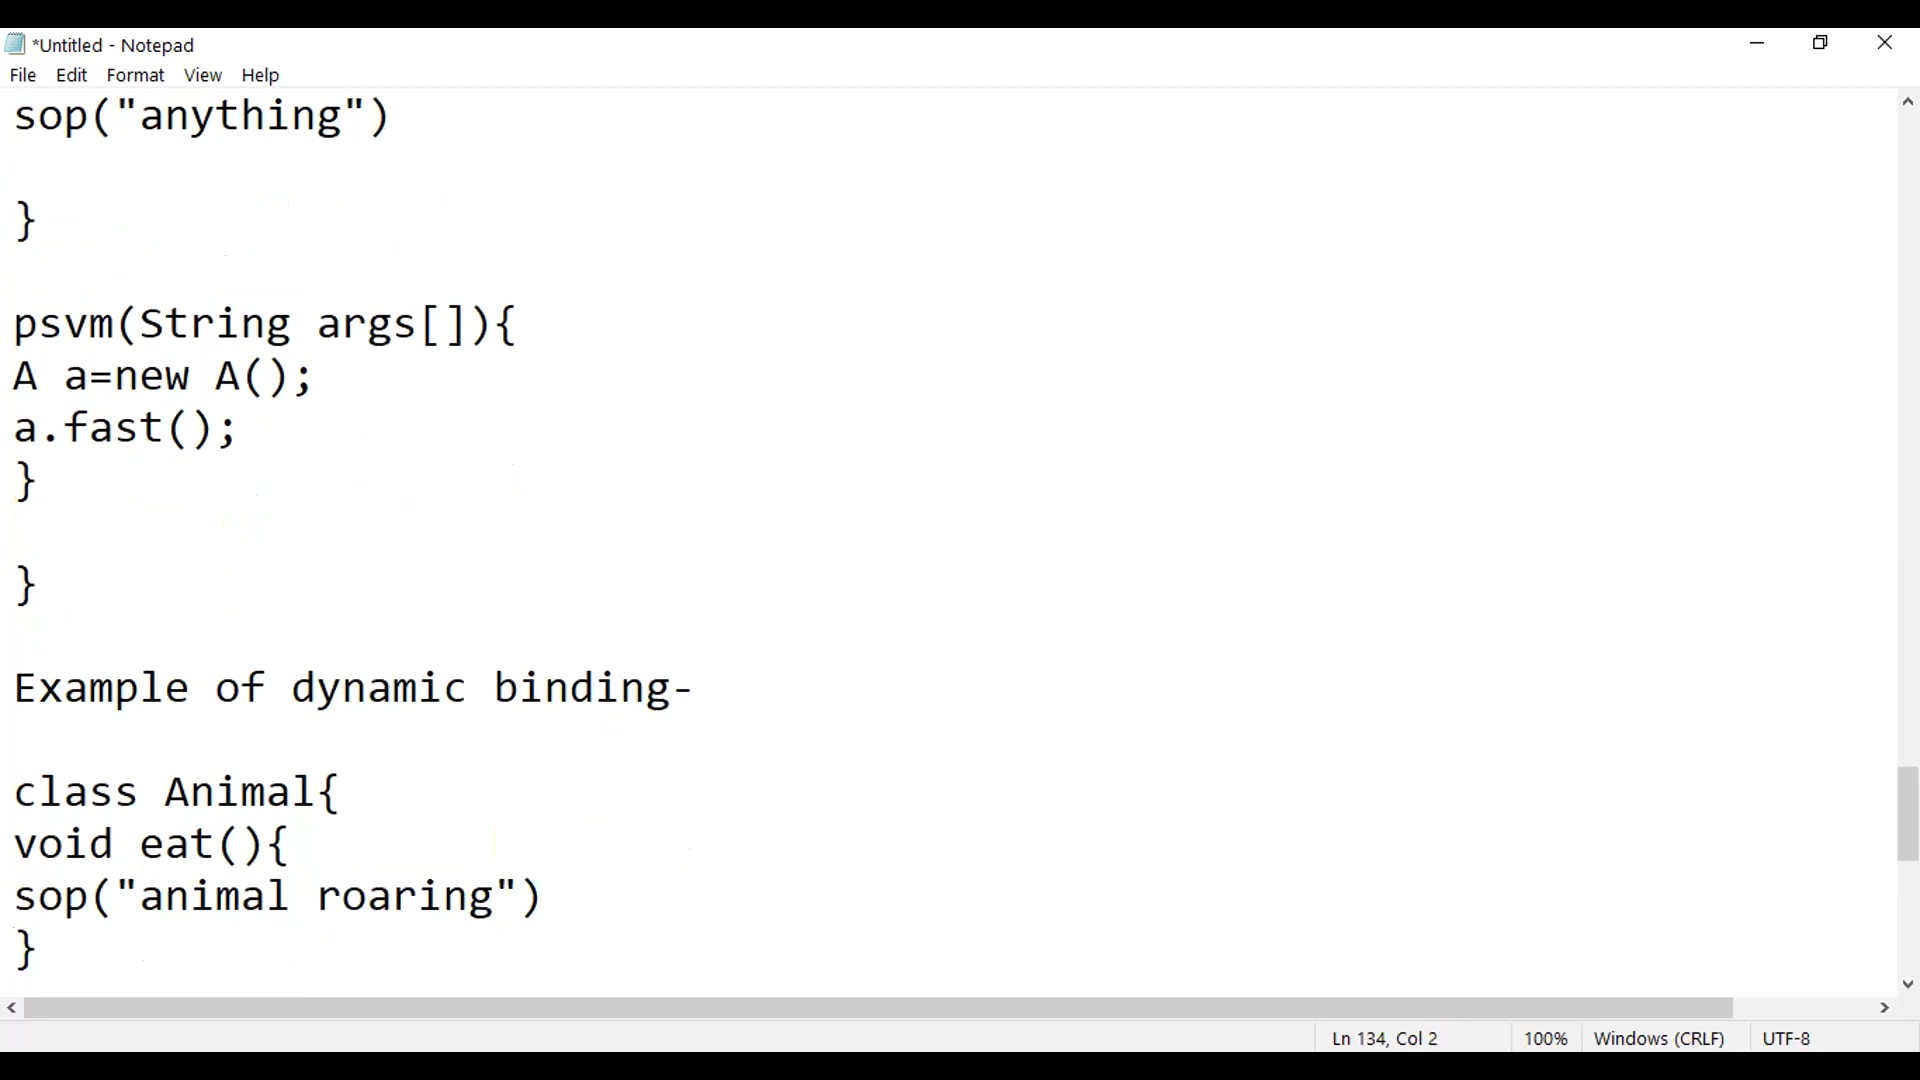 *Untitled - Notepad
File Edit Format View Help
sop("anything")
}
psvm(String args[]){
A a=new A();
a.fast();
}
}
Example of dynamic binding-
class Animal{
void eat(){
sop("animal roaring")
}
Ln 134, Col 2 100% Windows (CRLF) UTF-8